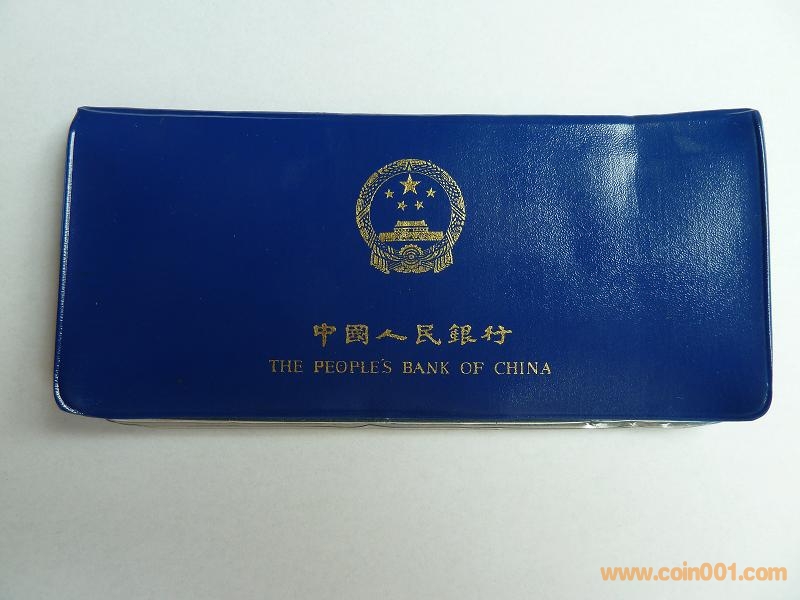 中國人民銀行
THE PEOPLE'S BANK OF CHINA
www.coin001.com